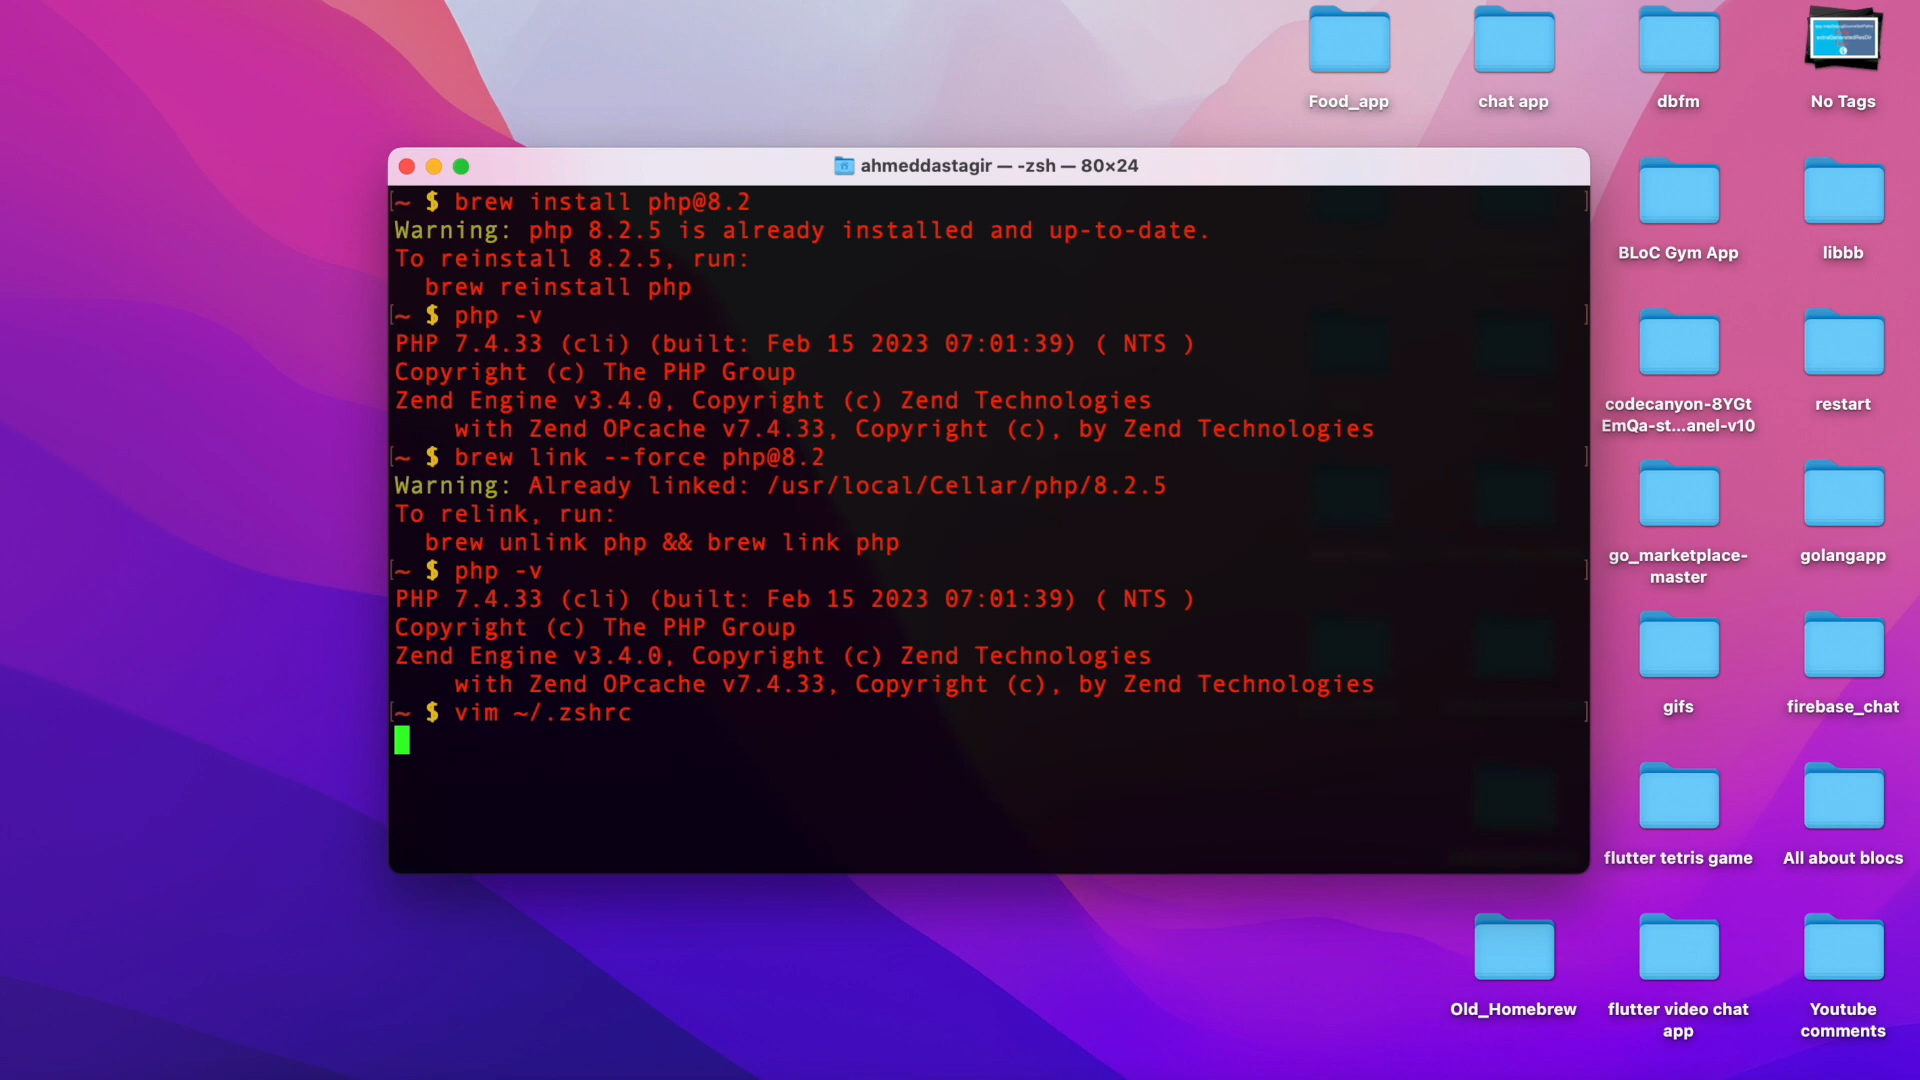 ahmeddastagir — -zsh — 80×24
[~ $ brew install php@8.2 ]
Warning: php 8.2.5 is already installed and up-to-date.
To reinstall 8.2.5, run:
  brew reinstall php
[~ $ php -v ]
PHP 7.4.33 (cli) (built: Feb 15 2023 07:01:39) ( NTS )
Copyright (c) The PHP Group
Zend Engine v3.4.0, Copyright (c) Zend Technologies
    with Zend OPcache v7.4.33, Copyright (c), by Zend Technologies
[~ $ brew link --force php@8.2 ]
Warning: Already linked: /usr/local/Cellar/php/8.2.5
To relink, run:
  brew unlink php && brew link php
[~ $ php -v ]
PHP 7.4.33 (cli) (built: Feb 15 2023 07:01:39) ( NTS )
Copyright (c) The PHP Group
Zend Engine v3.4.0, Copyright (c) Zend Technologies
    with Zend OPcache v7.4.33, Copyright (c), by Zend Technologies
[~ $ vim ~/.zshrc ]
Food_app
chat app
dbfm
No Tags
BLoC Gym App
libbb
codecanyon-8YGt
EmQa-st...anel-v10
restart
go_marketplace-
master
golangapp
gifs
firebase_chat
flutter tetris game
All about blocs
Old_Homebrew
flutter video chat
app
Youtube
comments